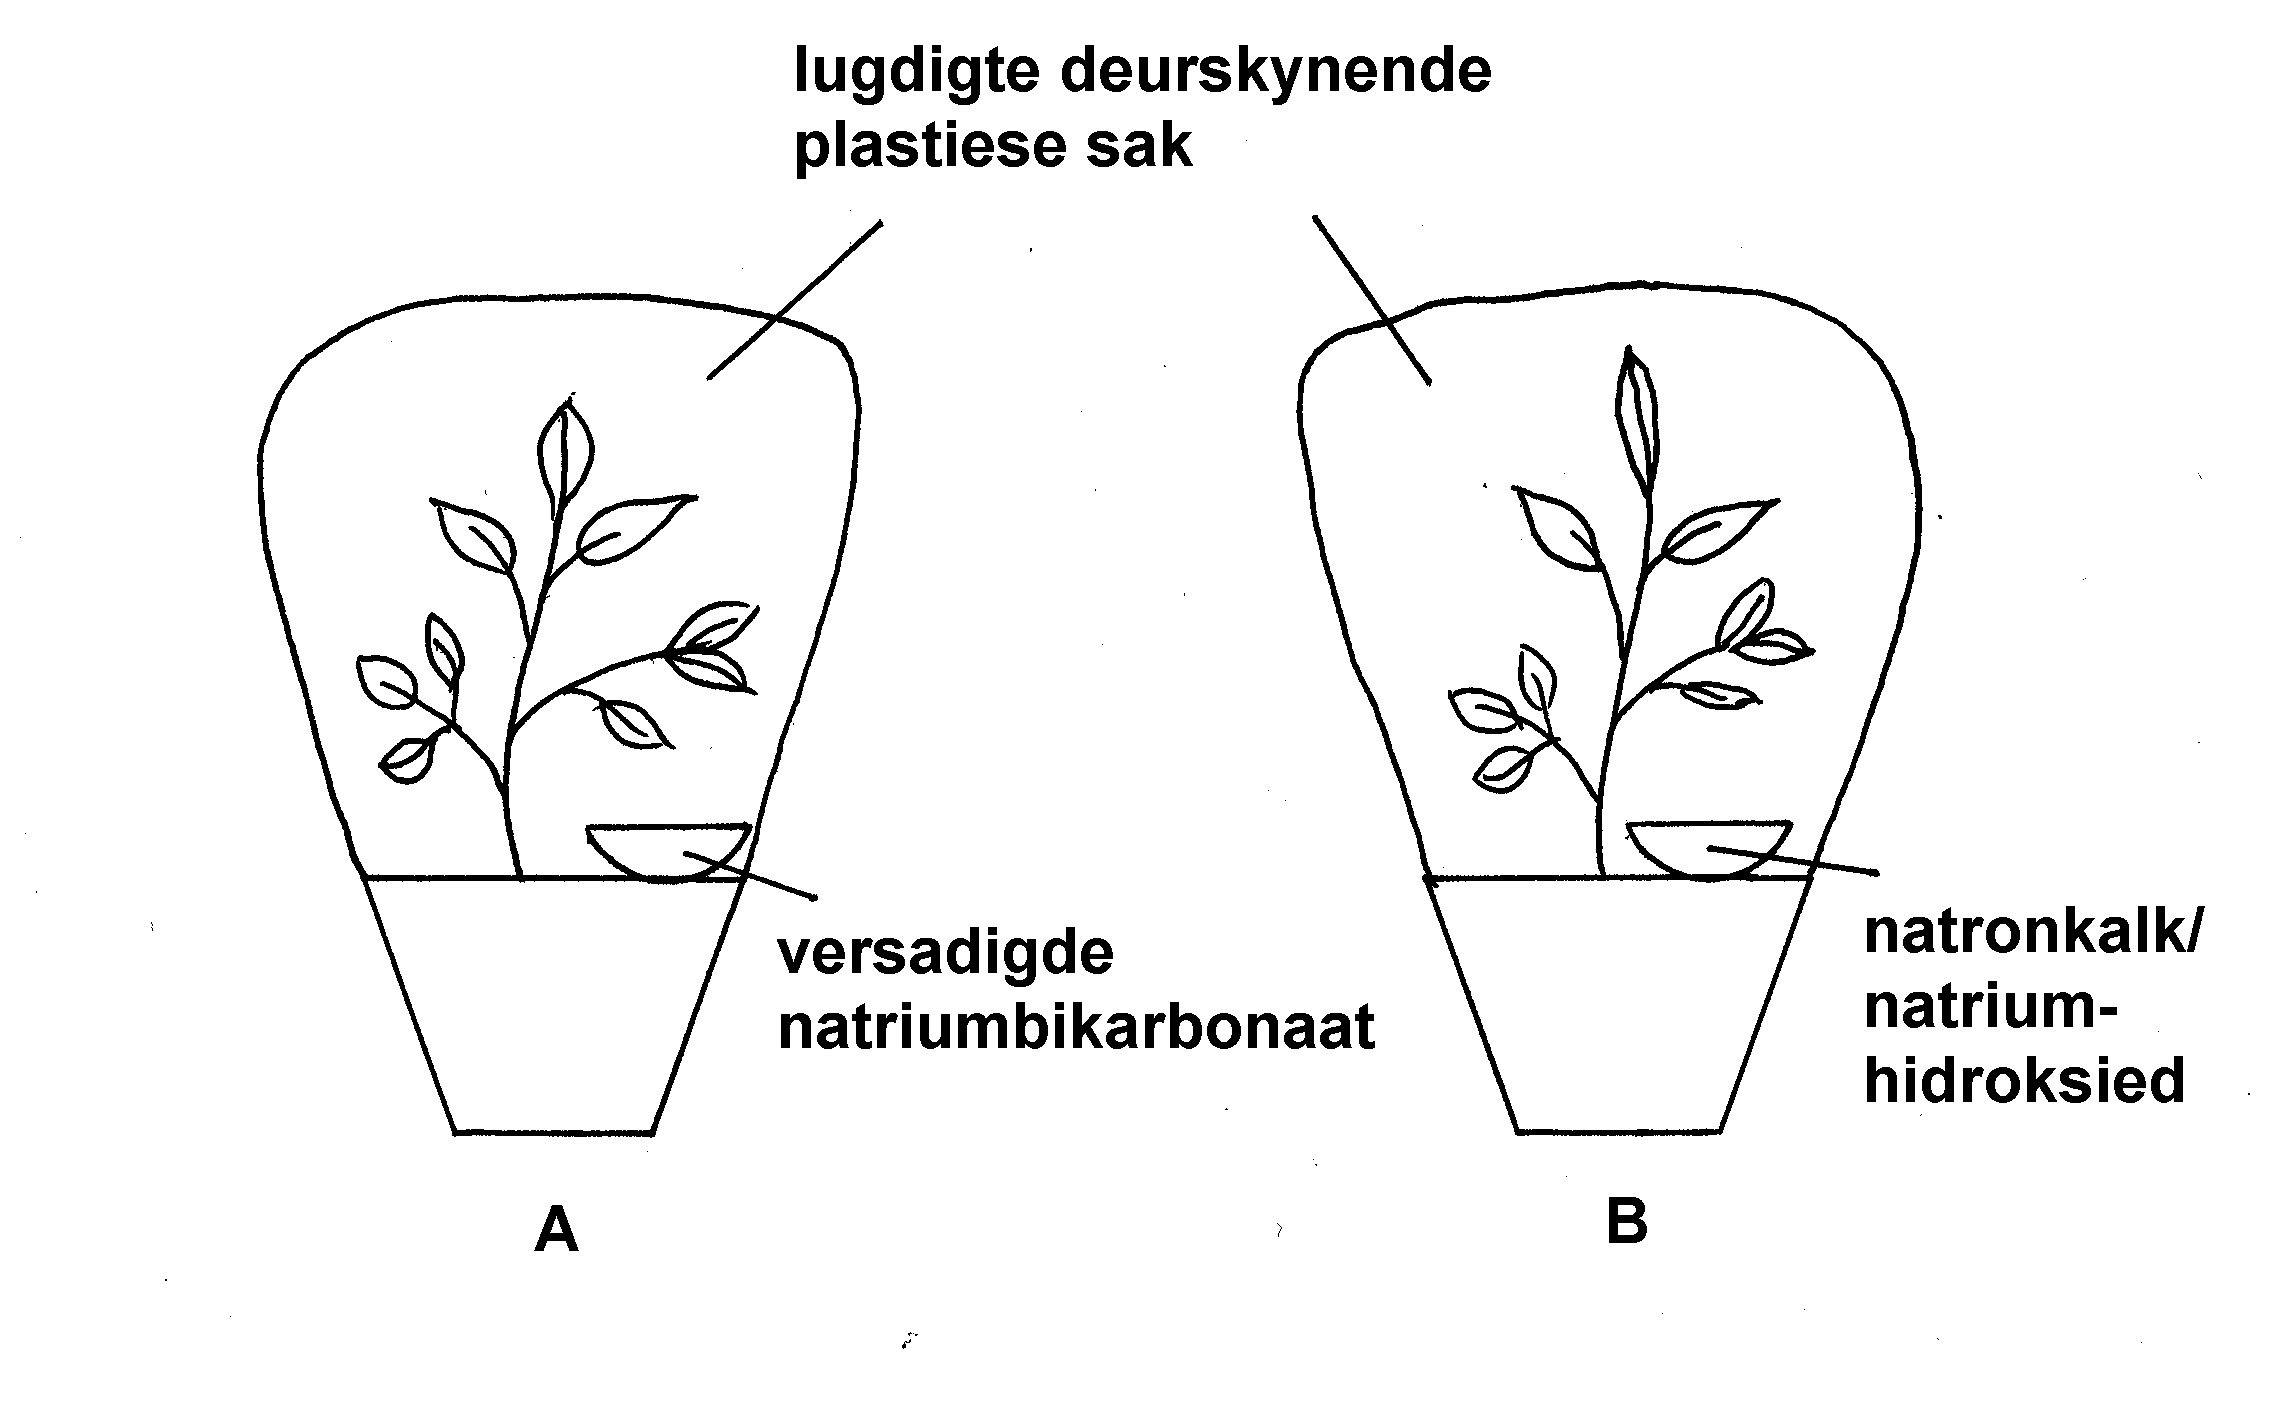 lugdigte deurskynende
plastiese sak
versadigde
natriumbikarbonaat
natronkalk/
natrium-
hidroksied
A
B